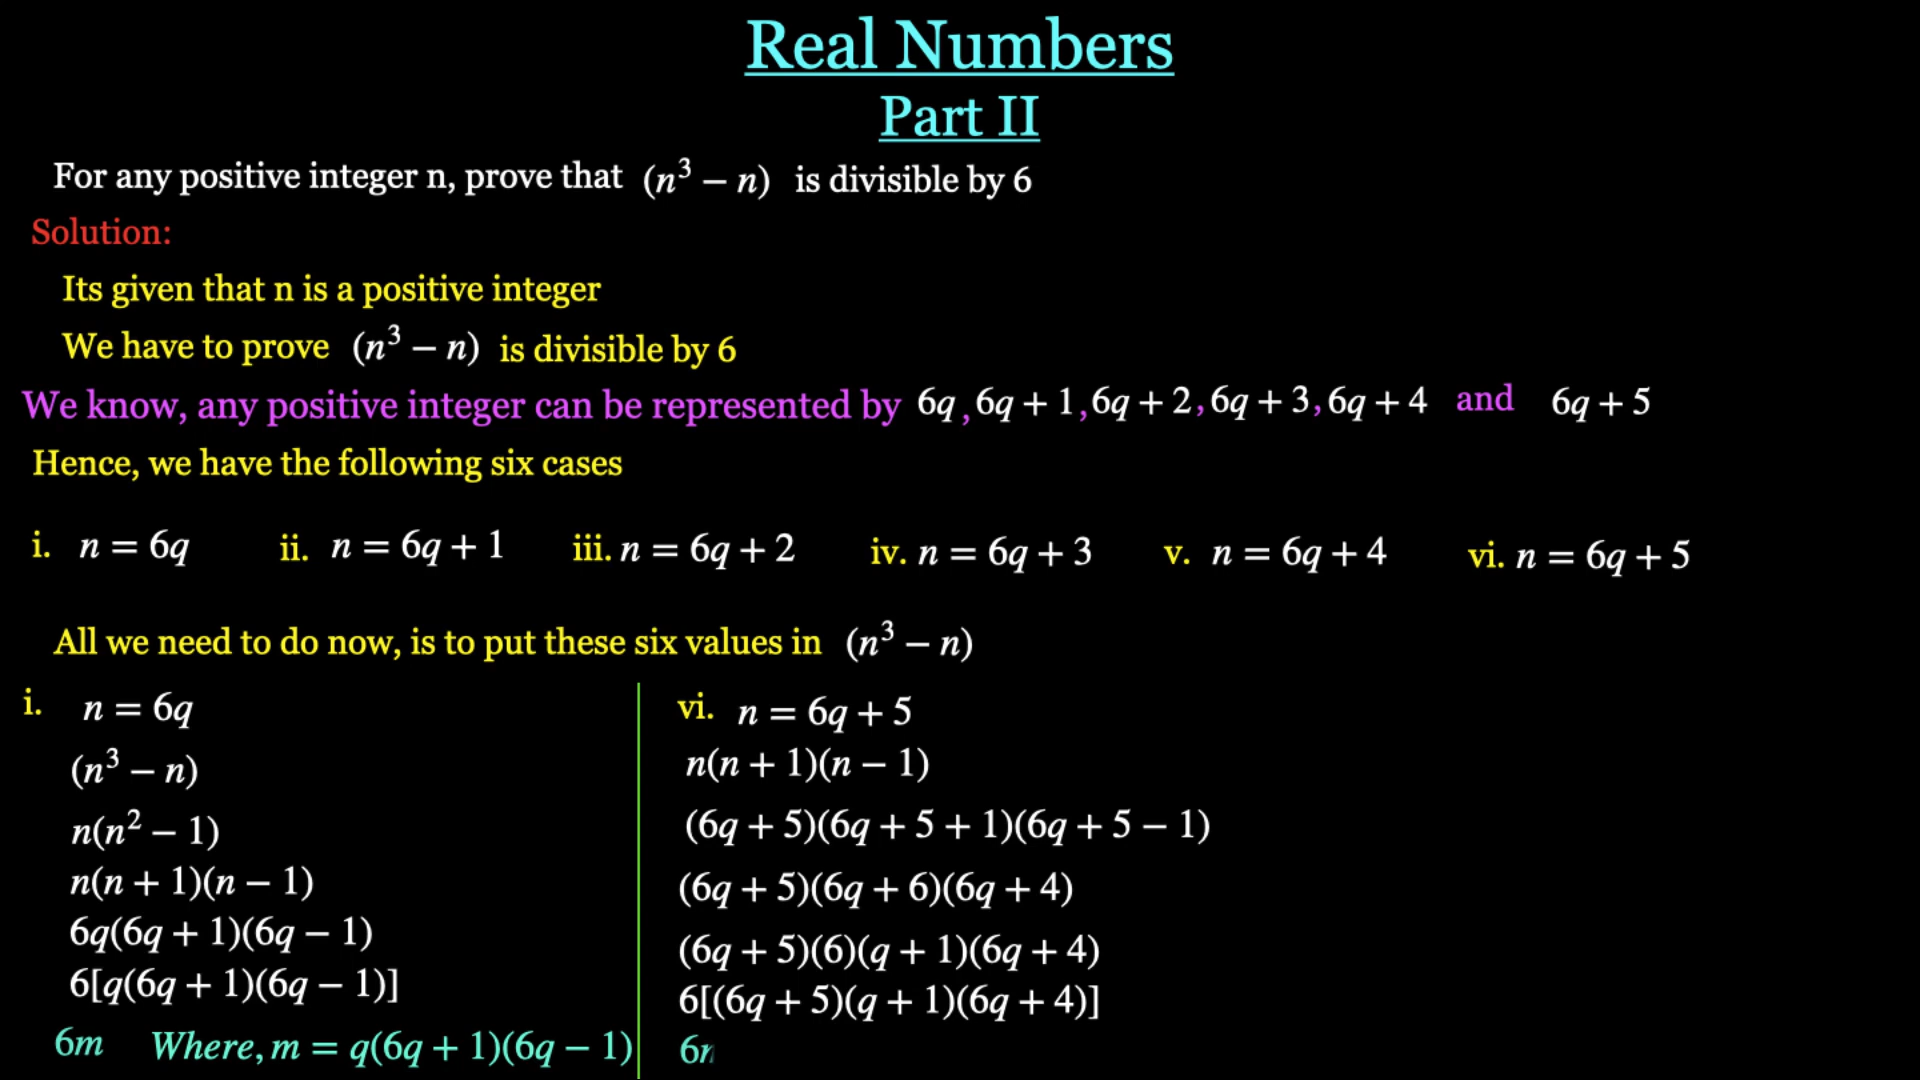 Real Numbers
Part II
For any positive integer n, prove that (n³ – n) is divisible by 6
Solution:
Its given that n is a positive integer
We have to prove (n³ – n) is divisible by 6
We know, any positive integer can be represented by 6q , 6q + 1, 6q + 2, 6q + 3, 6q + 4 and 6q + 5
Hence, we have the following six cases
i. n = 6q ii. n = 6q + 1 iii. n = 6q + 2 iv. n = 6q + 3 v. n = 6q + 4 vi. n = 6q + 5
All we need to do now, is to put these six values in (n³ – n)
i. n = 6q
(n³ – n)
n(n² – 1)
n(n + 1)(n – 1)
6q(6q + 1)(6q – 1)
6[q(6q + 1)(6q – 1)]
6m Where, m = q(6q + 1)(6q – 1)
vi. n = 6q + 5
n(n + 1)(n – 1)
(6q + 5)(6q + 5 + 1)(6q + 5 – 1)
(6q + 5)(6q + 6)(6q + 4)
(6q + 5)(6)(q + 1)(6q + 4)
6[(6q + 5)(q + 1)(6q + 4)]
6